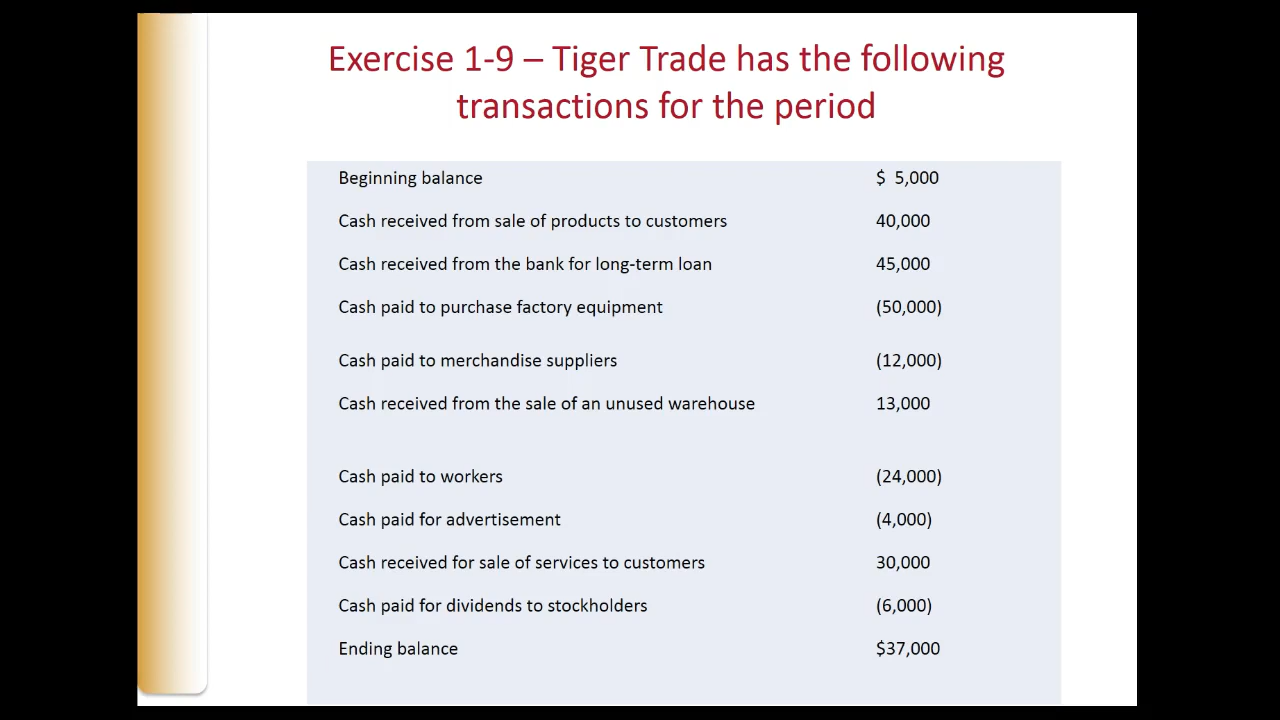 Exercise 1-9 – Tiger Trade has the following
transactions for the period
Beginning balance $ 5,000
Cash received from sale of products to customers 40,000
Cash received from the bank for long-term loan 45,000
Cash paid to purchase factory equipment (50,000)
Cash paid to merchandise suppliers (12,000)
Cash received from the sale of an unused warehouse 13,000
Cash paid to workers (24,000)
Cash paid for advertisement (4,000)
Cash received for sale of services to customers 30,000
Cash paid for dividends to stockholders (6,000)
Ending balance $37,000